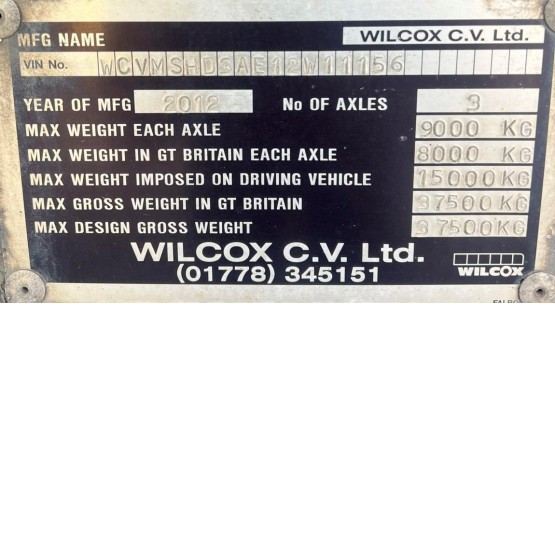 MFG NAME WILCOX C.V. Ltd.
VIN No. WCVMSHDSAE12W11156
YEAR OF MFG 2012 No OF AXLES 3
MAX WEIGHT EACH AXLE 9000 KG
MAX WEIGHT IN GT BRITAIN EACH AXLE 8000 KG
MAX WEIGHT IMPOSED ON DRIVING VEHICLE 15000KG
MAX GROSS WEIGHT IN GT BRITAIN 37500KG
MAX DESIGN GROSS WEIGHT 37500KG
WILCOX C.V. Ltd.
(01778) 345151
WILCOX